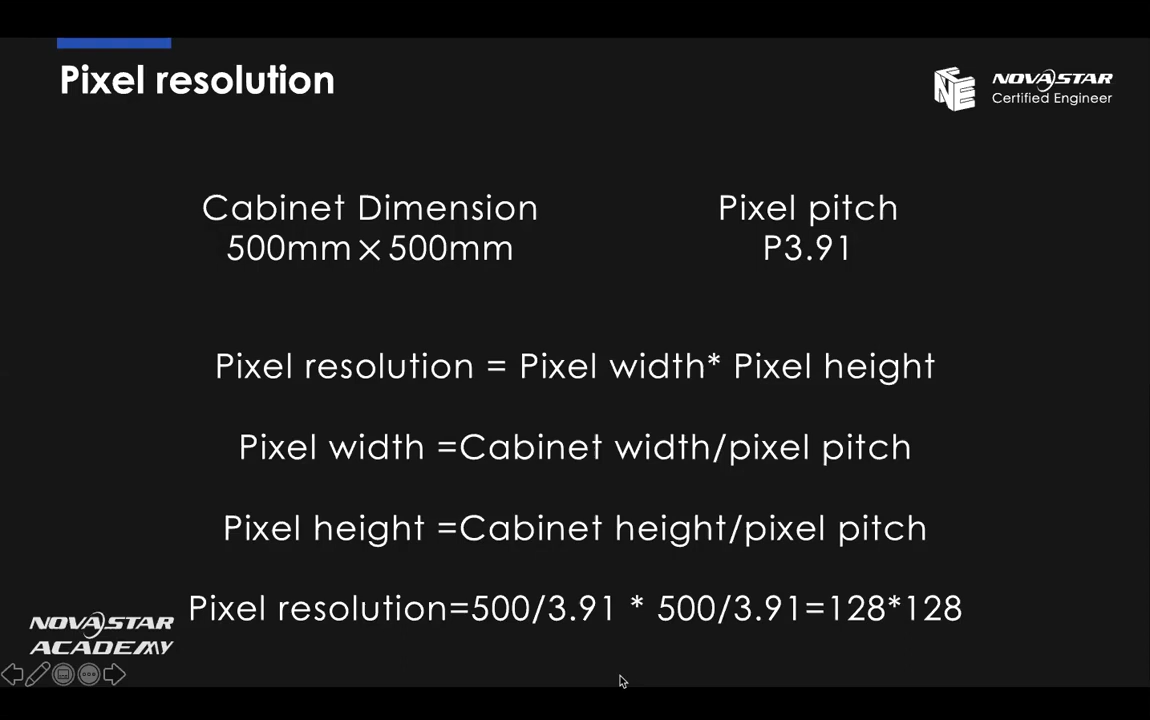 Pixel resolution
NOVASTAR
Certified Engineer
Cabinet Dimension
500mm×500mm
Pixel pitch
P3.91
Pixel resolution = Pixel width* Pixel height
Pixel width =Cabinet width/pixel pitch
Pixel height =Cabinet height/pixel pitch
Pixel resolution=500/3.91 * 500/3.91=128*128
NOVASTAR
ACADEMY